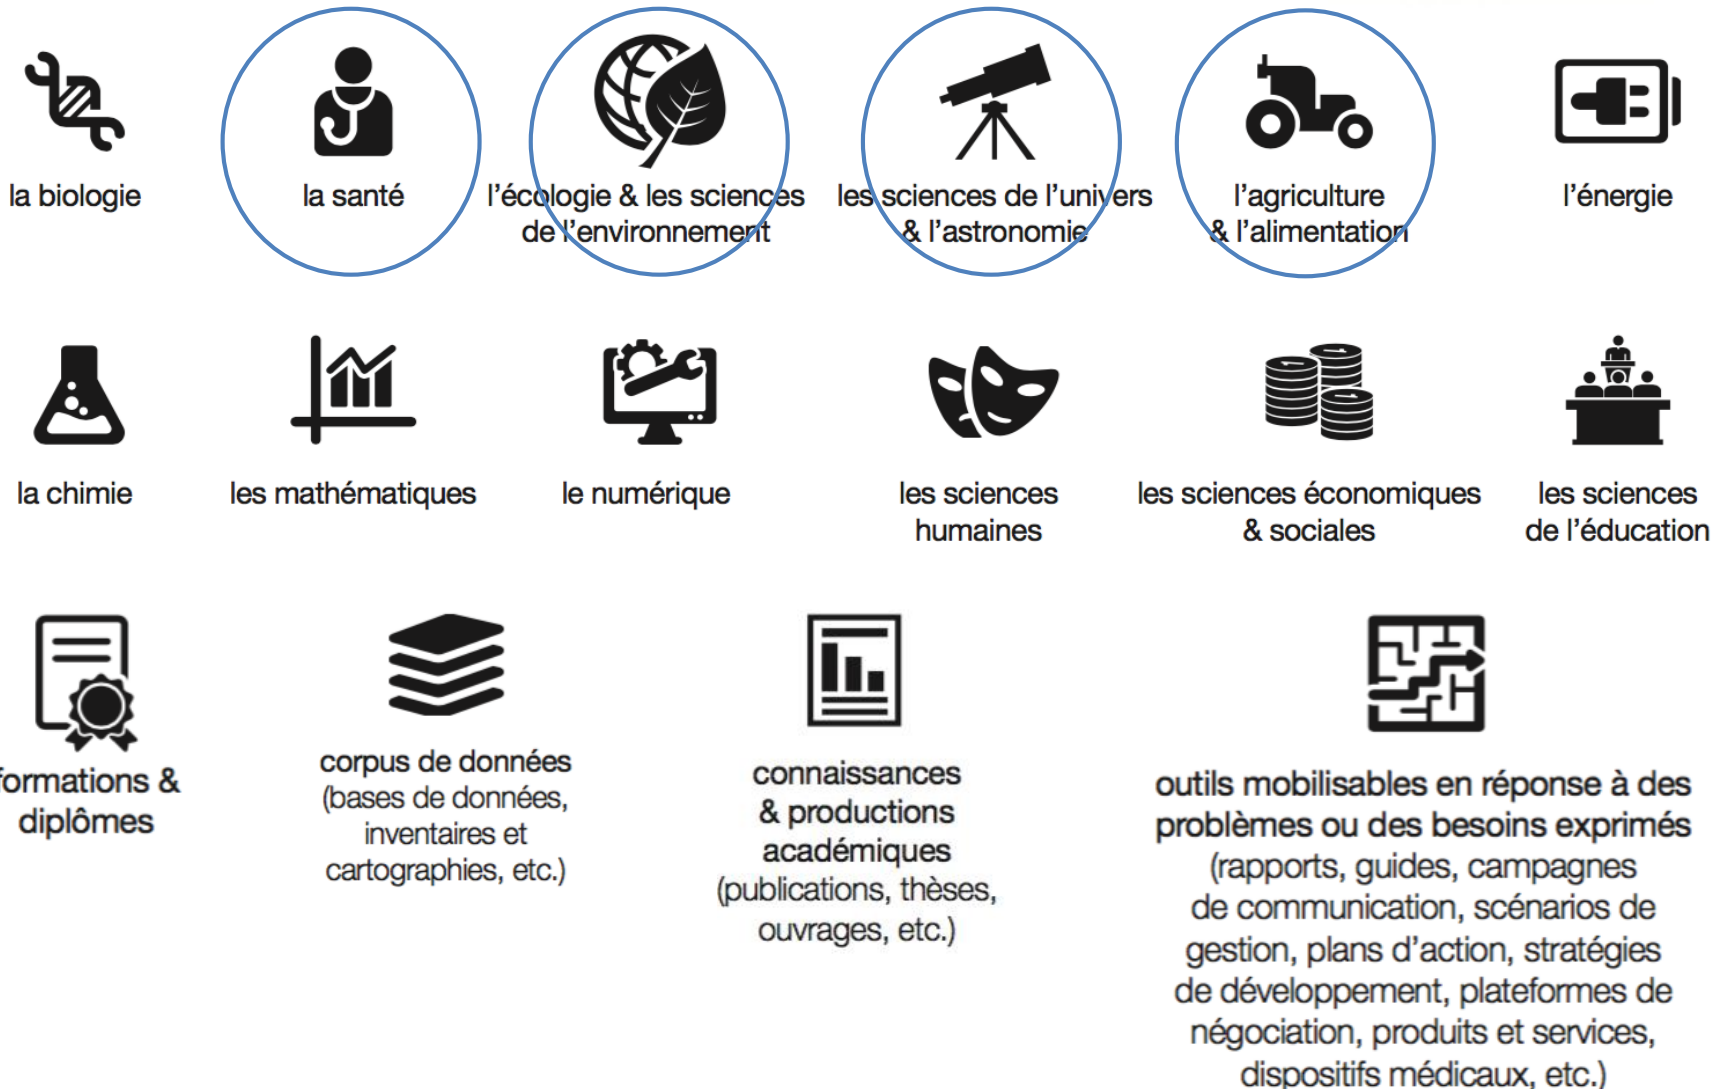 la biologie
la santé
l'écologie & les sciences
de l'environnement
les sciences de l'univers
& l'astronomie
l'agriculture
& l'alimentation
l'énergie
la chimie
les mathématiques
le numérique
les sciences
humaines
les sciences économiques
& sociales
les sciences
de l'éducation
formations &
diplômes
corpus de données
(bases de données,
inventaires et
cartographies, etc.)
connaissances
& productions
académiques
(publications, thèses,
ouvrages, etc.)
outils mobilisables en réponse à des
problèmes ou des besoins exprimés
(rapports, guides, campagnes
de communication, scénarios de
gestion, plans d'action, stratégies
de développement, plateformes de
négociation, produits et services,
dispositifs médicaux, etc.)